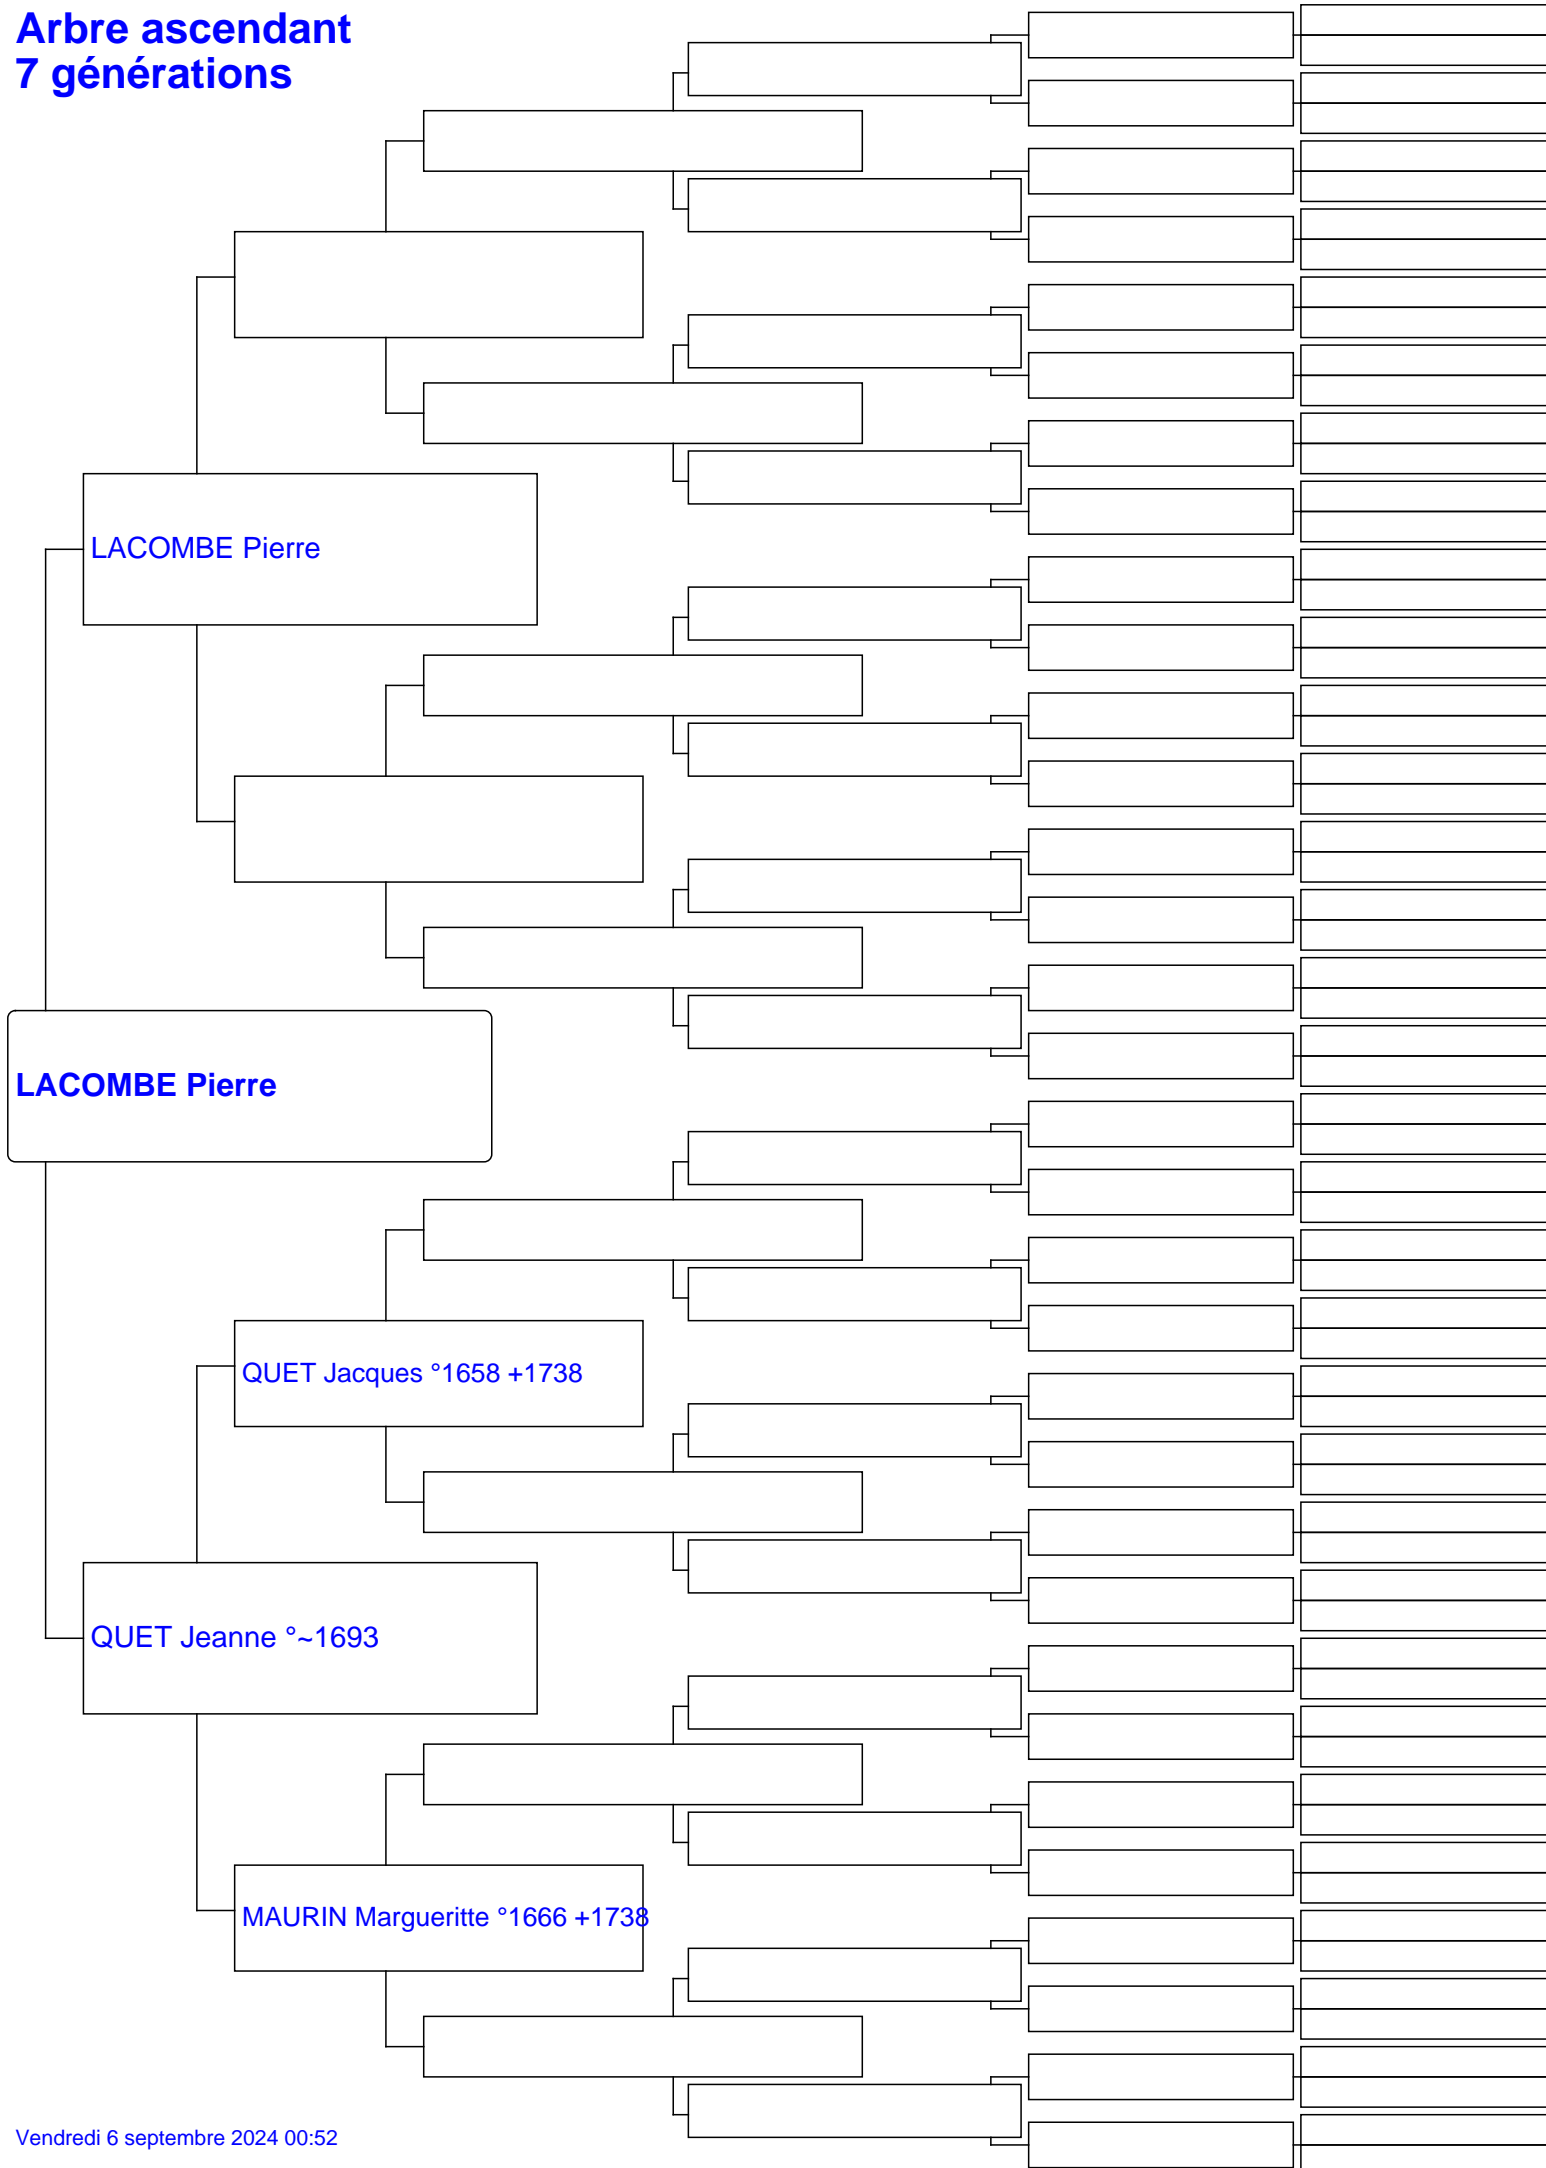 Arbre ascendant
7 générations
LACOMBE Pierre
LACOMBE Pierre
QUET Jacques °1658 +1738
QUET Jeanne °~1693
MAURIN Margueritte °1666 +1738
Vendredi 6 septembre 2024 00:52